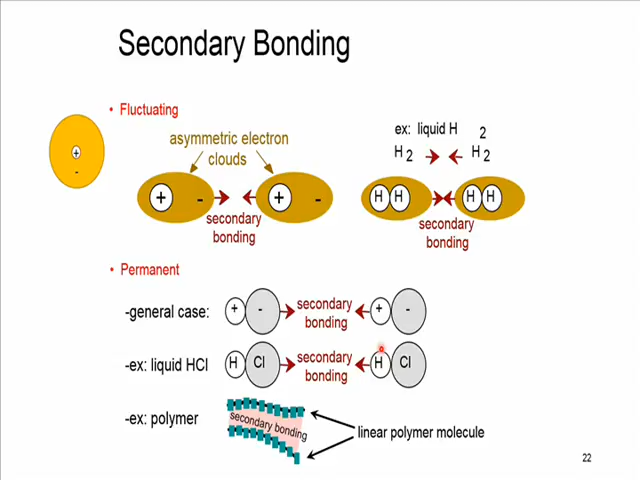 Secondary Bonding
• Fluctuating
+
-
asymmetric electron
clouds
+ - + -
secondary
bonding
ex: liquid H 2
H 2 H 2
H H H H
secondary
bonding
• Permanent
-general case:
+ - secondary + -
bonding
-ex: liquid HCl
H Cl secondary H Cl
bonding
-ex: polymer
secondary bonding
linear polymer molecule
22